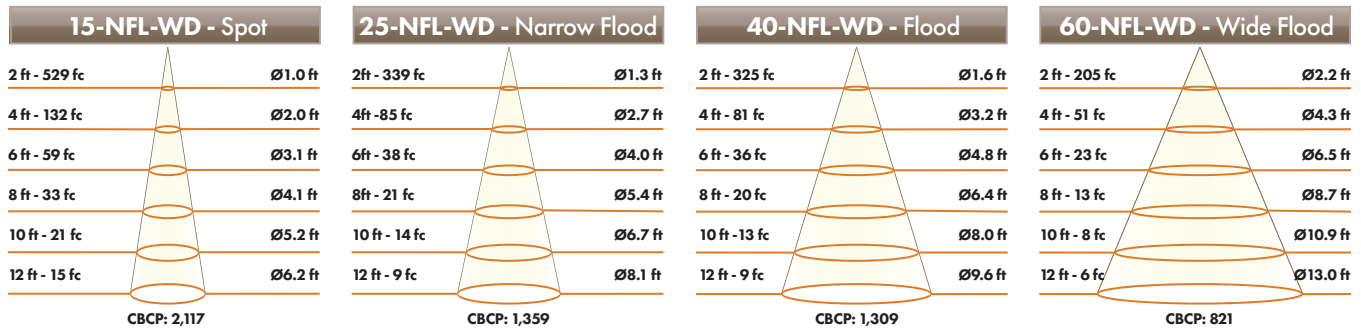 15-NFL-WD - Spot
2 ft - 529 fc Ø1.0 ft
4 ft - 132 fc Ø2.0 ft
6 ft - 59 fc Ø3.1 ft
8 ft - 33 fc Ø4.1 ft
10 ft - 21 fc Ø5.2 ft
12 ft - 15 fc Ø6.2 ft
CBCP: 2,117
25-NFL-WD - Narrow Flood
2ft - 339 fc Ø1.3 ft
4ft -85 fc Ø2.7 ft
6ft - 38 fc Ø4.0 ft
8ft - 21 fc Ø5.4 ft
10 ft - 14 fc Ø6.7 ft
12 ft - 9 fc Ø8.1 ft
CBCP: 1,359
40-NFL-WD - Flood
2 ft - 325 fc Ø1.6 ft
4 ft - 81 fc Ø3.2 ft
6 ft - 36 fc Ø4.8 ft
8 ft - 20 fc Ø6.4 ft
10 ft -13 fc Ø8.0 ft
12 ft - 9 fc Ø9.6 ft
CBCP: 1,309
60-NFL-WD - Wide Flood
2 ft - 205 fc Ø2.2 ft
4 ft - 51 fc Ø4.3 ft
6 ft - 23 fc Ø6.5 ft
8 ft - 13 fc Ø8.7 ft
10 ft - 8 fc Ø10.9 ft
12 ft - 6 fc Ø13.0 ft
CBCP: 821